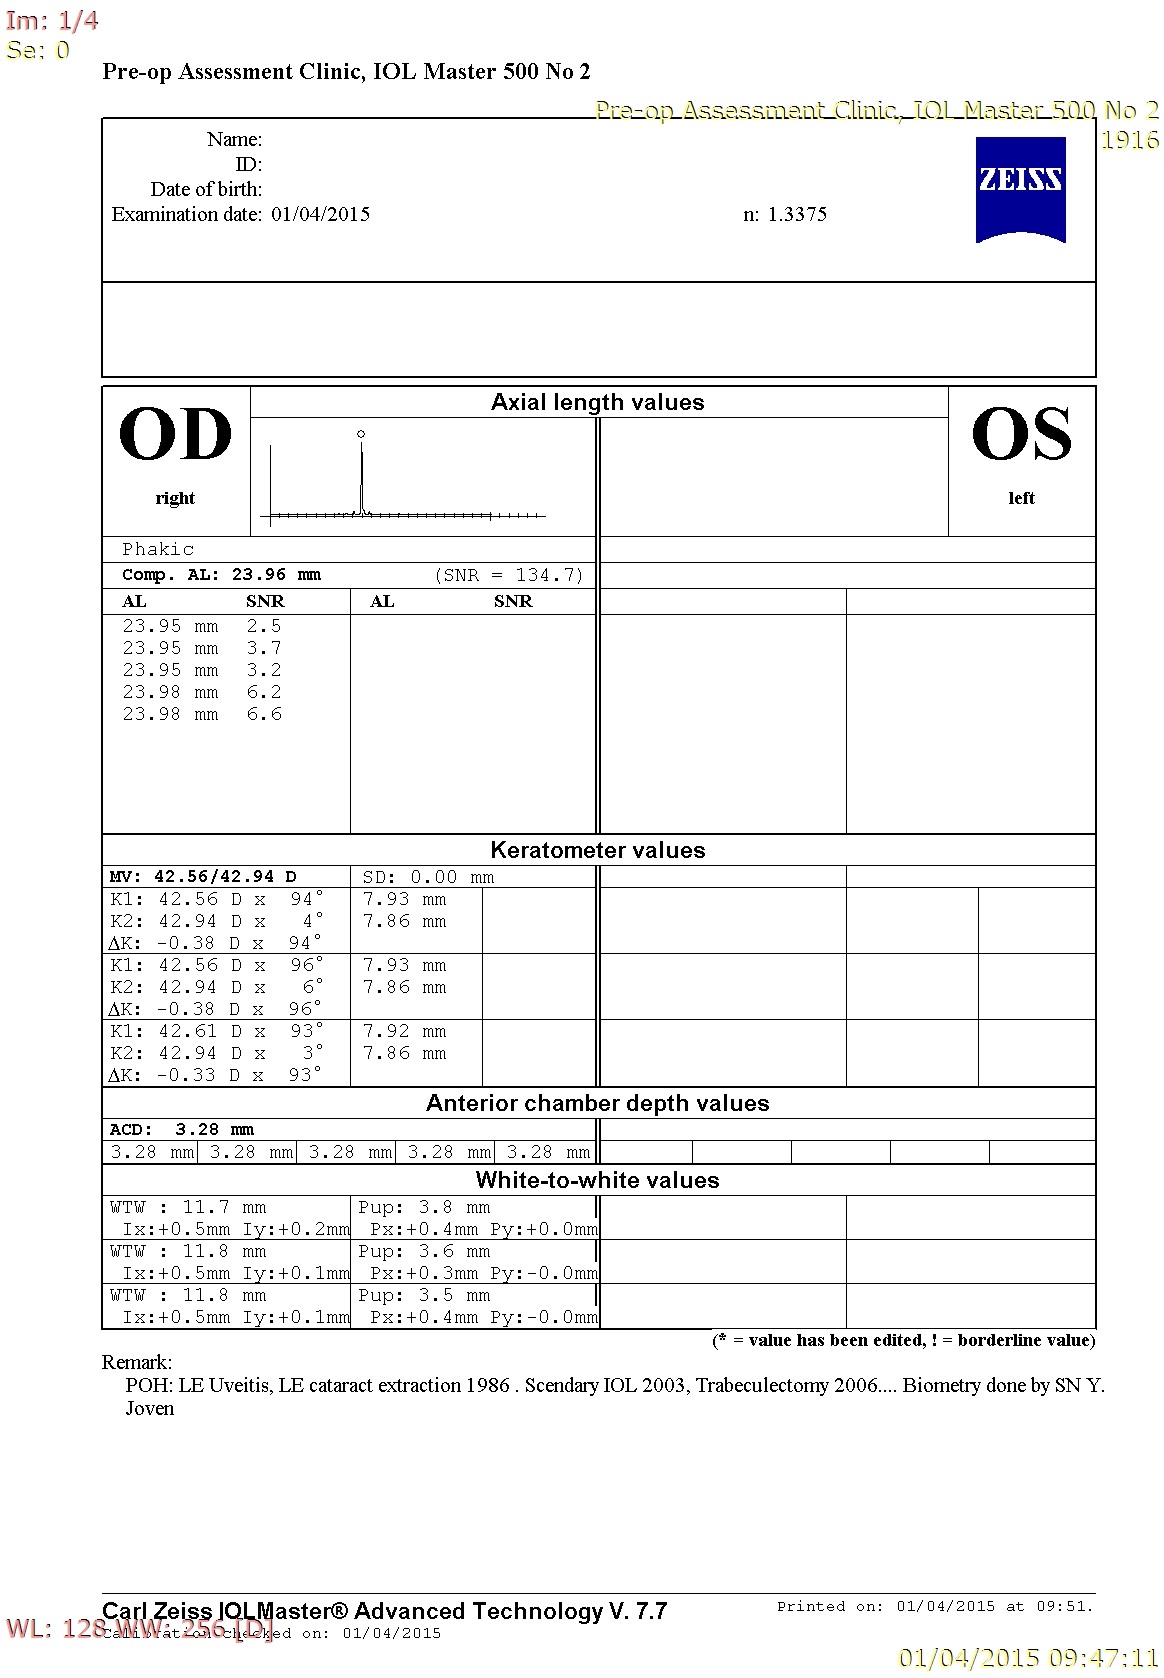 Im: 1/4
Se: 0
Pre-op Assessment Clinic, IOL Master 500 No 2
Pre-op Assessment Clinic, IOL Master 500 No 2
1916
Name:
ID:
Date of birth:
Examination date: 01/04/2015 n: 1.3375
ZEISS
OD
right
Axial length values
OS
left
Phakic
Comp. AL: 23.96 mm (SNR = 134.7)
AL SNR AL SNR
23.95 mm 2.5
23.95 mm 3.7
23.95 mm 3.2
23.98 mm 6.2
23.98 mm 6.6
Keratometer values
MV: 42.56/42.94 D SD: 0.00 mm
K1: 42.56 D x 94° 7.93 mm
K2: 42.94 D x 4° 7.86 mm
ΔK: -0.38 D x 94°
K1: 42.56 D x 96° 7.93 mm
K2: 42.94 D x 6° 7.86 mm
ΔK: -0.38 D x 96°
K1: 42.61 D x 93° 7.92 mm
K2: 42.94 D x 3° 7.86 mm
ΔK: -0.33 D x 93°
Anterior chamber depth values
ACD: 3.28 mm
3.28 mm 3.28 mm 3.28 mm 3.28 mm 3.28 mm
White-to-white values
WTW : 11.7 mm Pup: 3.8 mm
Ix:+0.5mm Iy:+0.2mm Px:+0.4mm Py:+0.0mm
WTW : 11.8 mm Pup: 3.6 mm
Ix:+0.5mm Iy:+0.1mm Px:+0.3mm Py:-0.0mm
WTW : 11.8 mm Pup: 3.5 mm
Ix:+0.5mm Iy:+0.1mm Px:+0.4mm Py:-0.0mm
(* = value has been edited, ! = borderline value)
Remark:
POH: LE Uveitis, LE cataract extraction 1986 . Scendary IOL 2003, Trabeculectomy 2006.... Biometry done by SN Y.
Joven
Carl Zeiss IOLMaster® Advanced Technology V. 7.7 Printed on: 01/04/2015 at 09:51.
WL: 128 WW: 256 [D]
Calibration checked on: 01/04/2015
01/04/2015 09:47:11